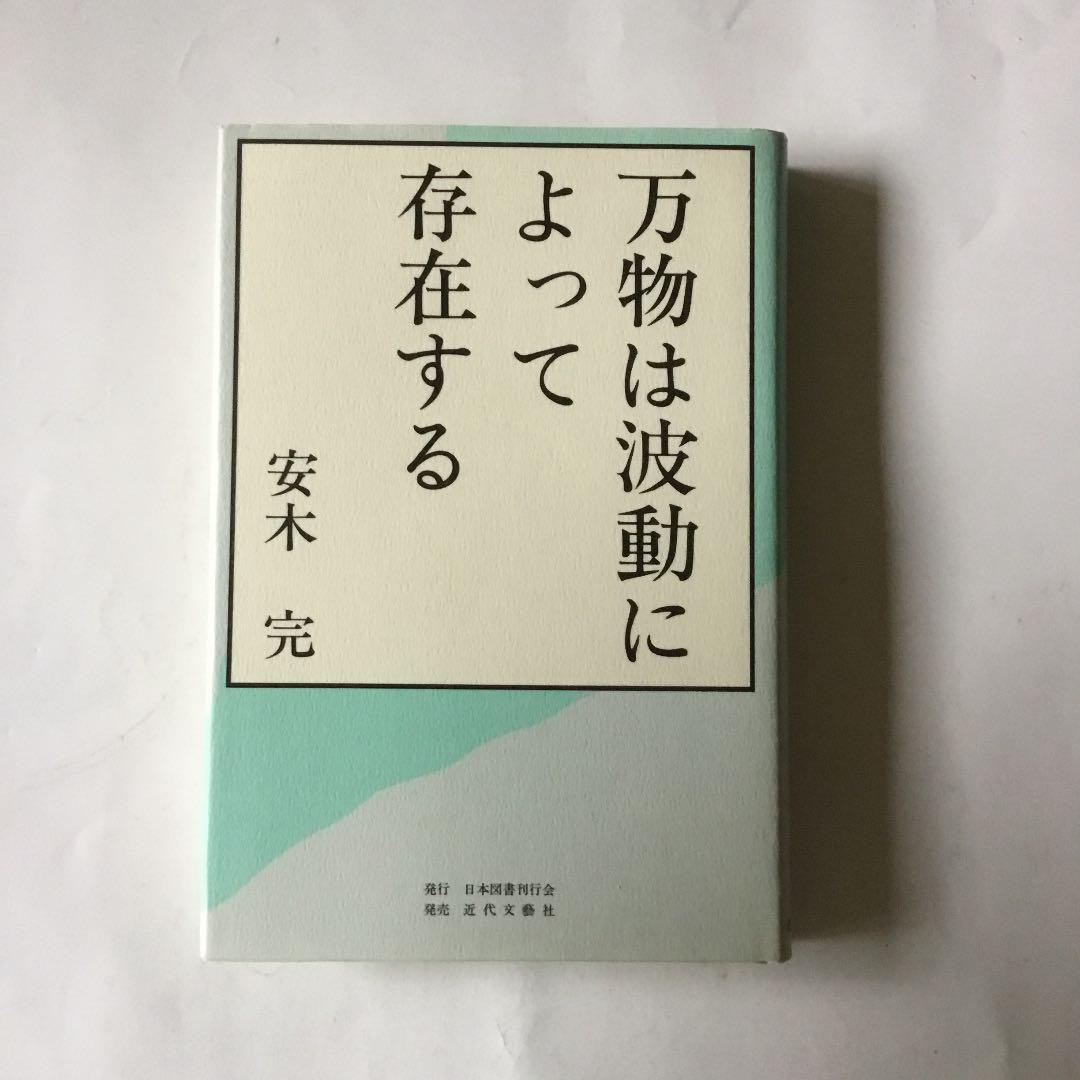 万物は波動に
よって
存在する
安木 完
発行 日本図書刊行会
発売 近代文藝社